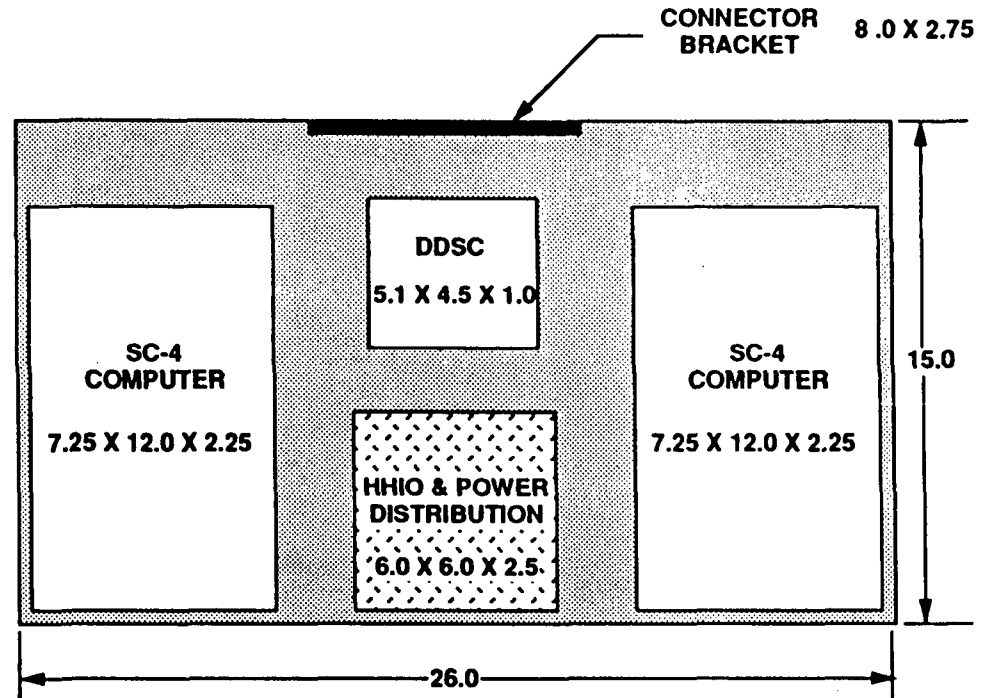 CONNECTOR
BRACKET
8 .0 X 2.75
DDSC
5.1 X 4.5 X 1.0
SC-4
COMPUTER
7.25 X 12.0 X 2.25
SC-4
COMPUTER
7.25 X 12.0 X 2.25
15.0
HHIO & POWER
DISTRIBUTION
6.0 X 6.0 X 2.5
26.0